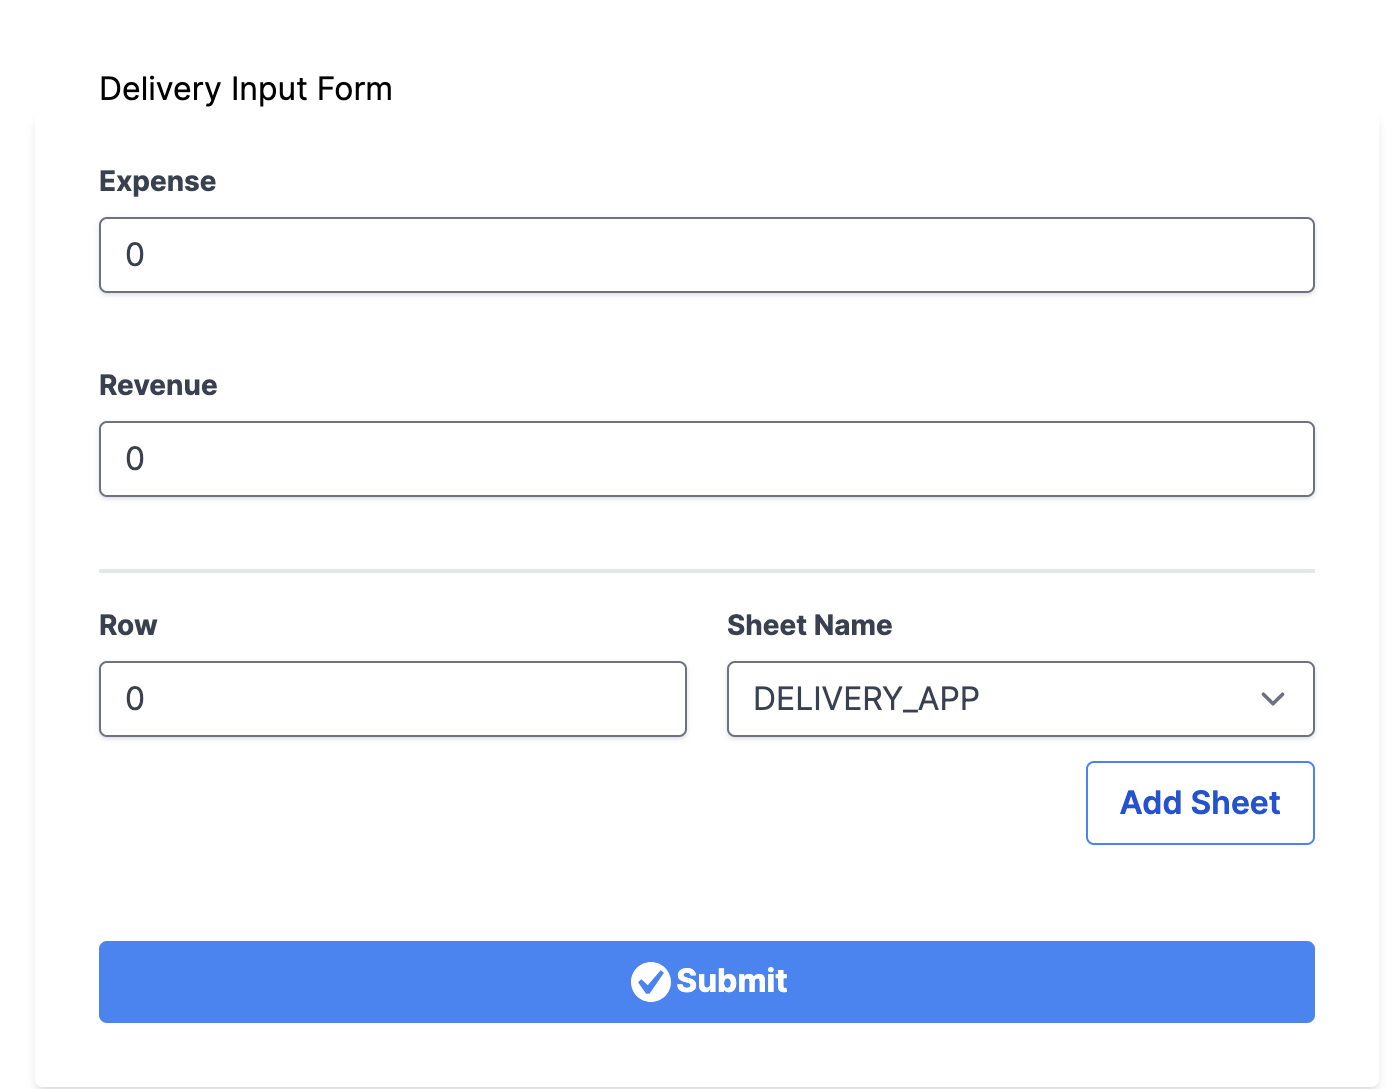 Delivery Input Form
Expense
0
Revenue
0
Row
Sheet Name
0
DELIVERY_APP
Add Sheet
Submit